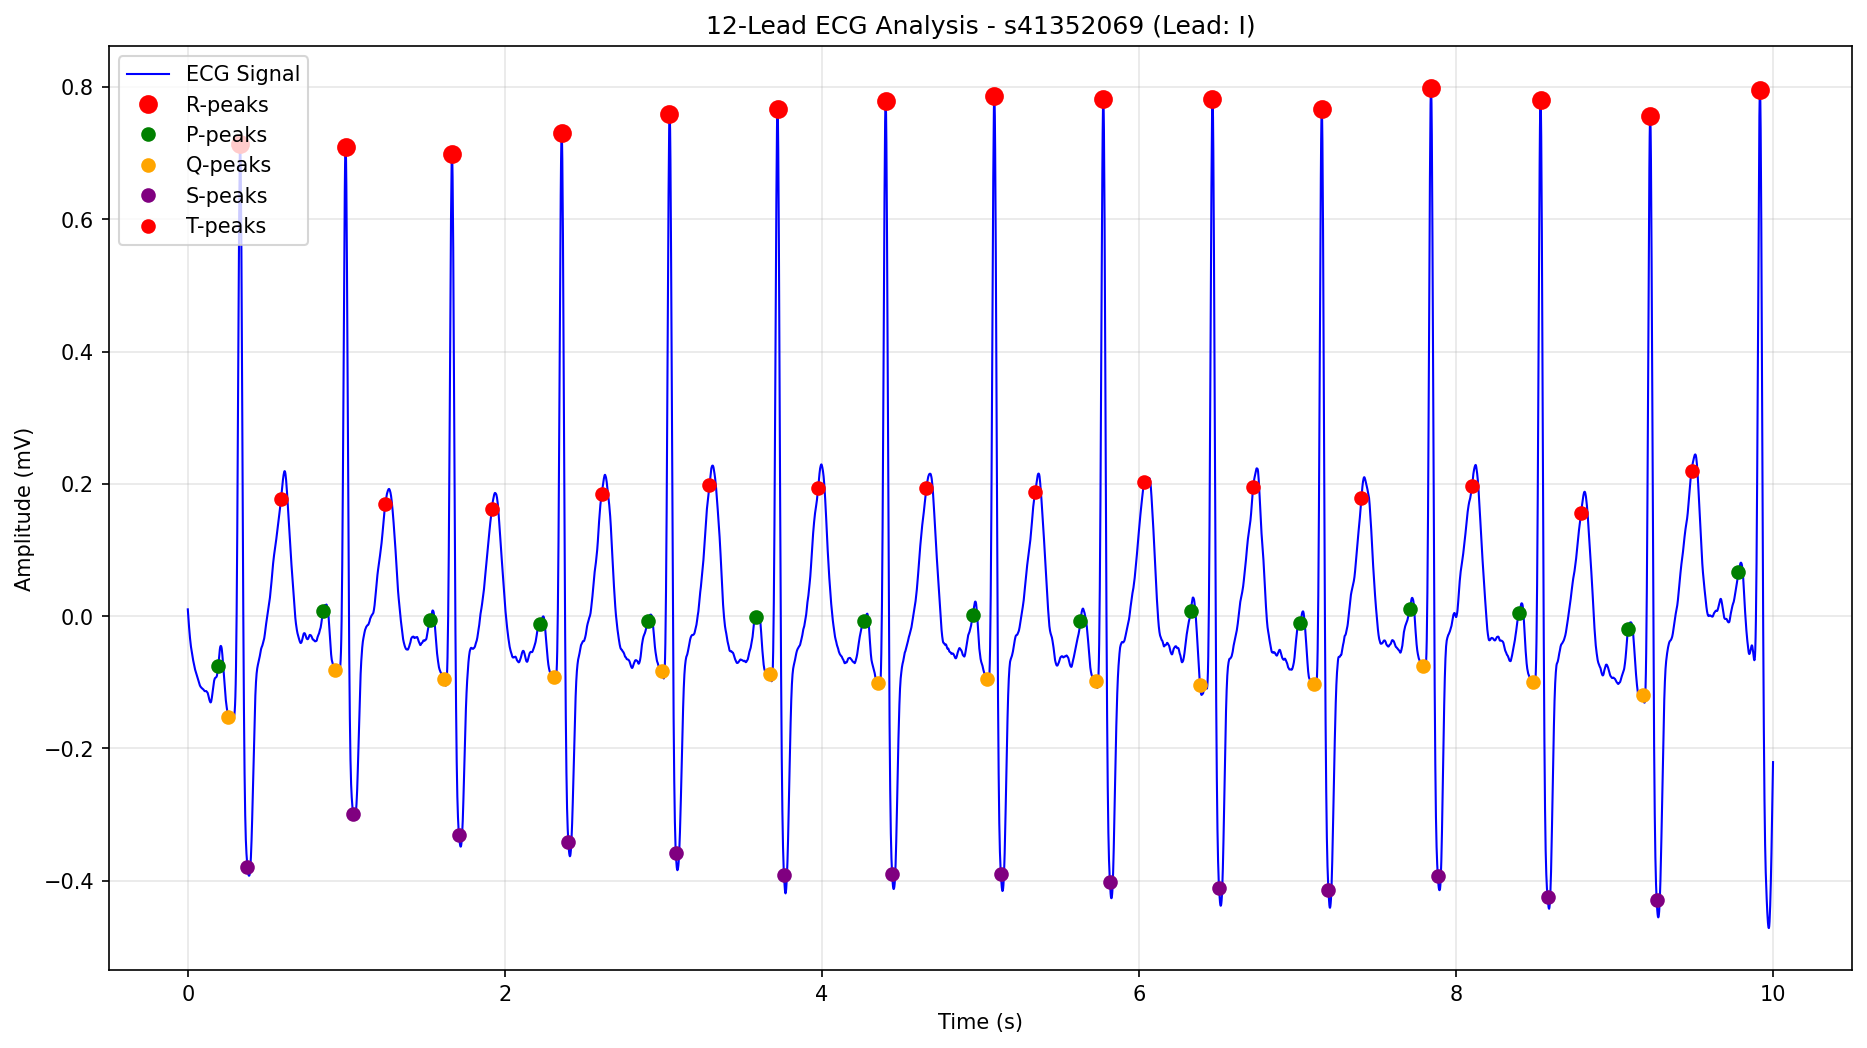 12-Lead ECG Analysis - s41352069 (Lead: I)
ECG Signal
R-peaks
P-peaks
Q-peaks
S-peaks
T-peaks
Amplitude (mV)
0.8
0.6
0.4
0.2
0.0
−0.2
−0.4
0 2 4 6 8 10
Time (s)